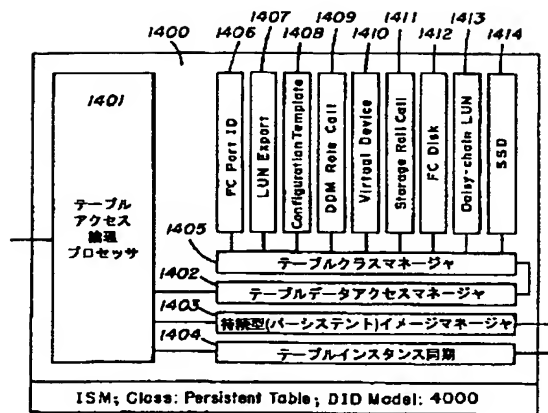 1400
1406
1407
1408
1409
1410
1411
1412
1413
1414
1401
テーブル
アクセス
論理
プロセッサ
FC Port ID
LUN Export
Configuration Template
DDM Role Call
Virtual Device
Storage Roll Call
FC Disk
Daisy-chain LUN
SSD
1405
テーブルクラスマネージャ
1402
テーブルデータアクセスマネージャ
1403
持続型(パーシステント)イメージマネージャ
1404
テーブルインスタンス同期
ISM; Class: Persistent Table; DID Model: 4000